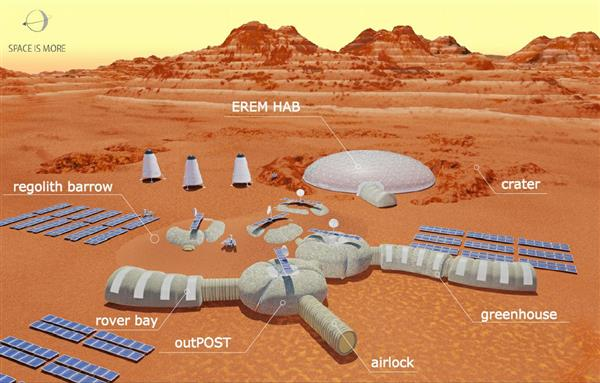 SPACE IS MORE
EREM HAB
regolith barrow
crater
rover bay
outPOST
airlock
greenhouse